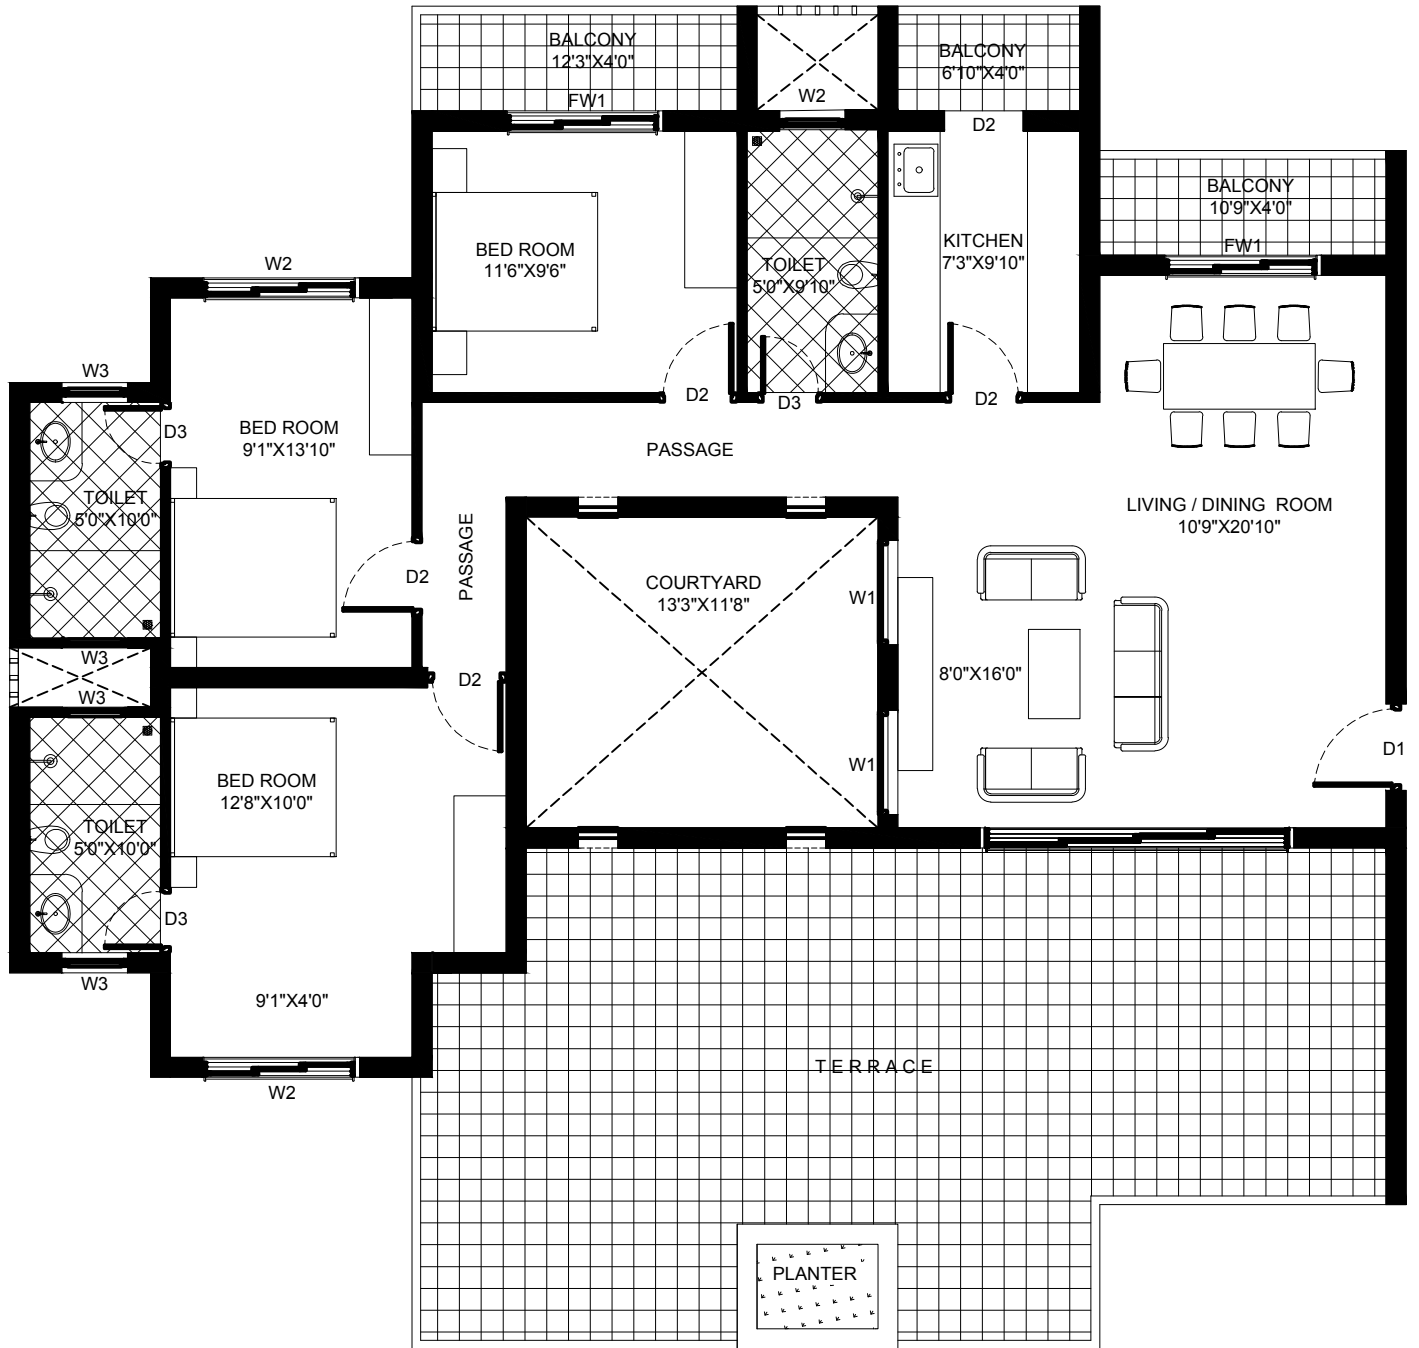 BALCONY
12'3"X4'0"
FW1
W2
BALCONY
6'10"X4'0"
D2
BALCONY
10'9"X4'0"
FW1
BED ROOM
11'6"X9'6"
TOILET
5'0"X9'10"
KITCHEN
7'3"X9'10"
W2
W3
D2
D3
D2
D3
BED ROOM
9'1"X13'10"
PASSAGE
TOILET
5'0"X10'0"
LIVING / DINING ROOM
10'9"X20'10"
PASSAGE
D2
COURTYARD
13'3"X11'8"
W1
W3
W3
D2
8'0"X16'0"
BED ROOM
12'8"X10'0"
W1
D1
TOILET
5'0"X10'0"
D3
W3
9'1"X4'0"
W2
TERRACE
PLANTER